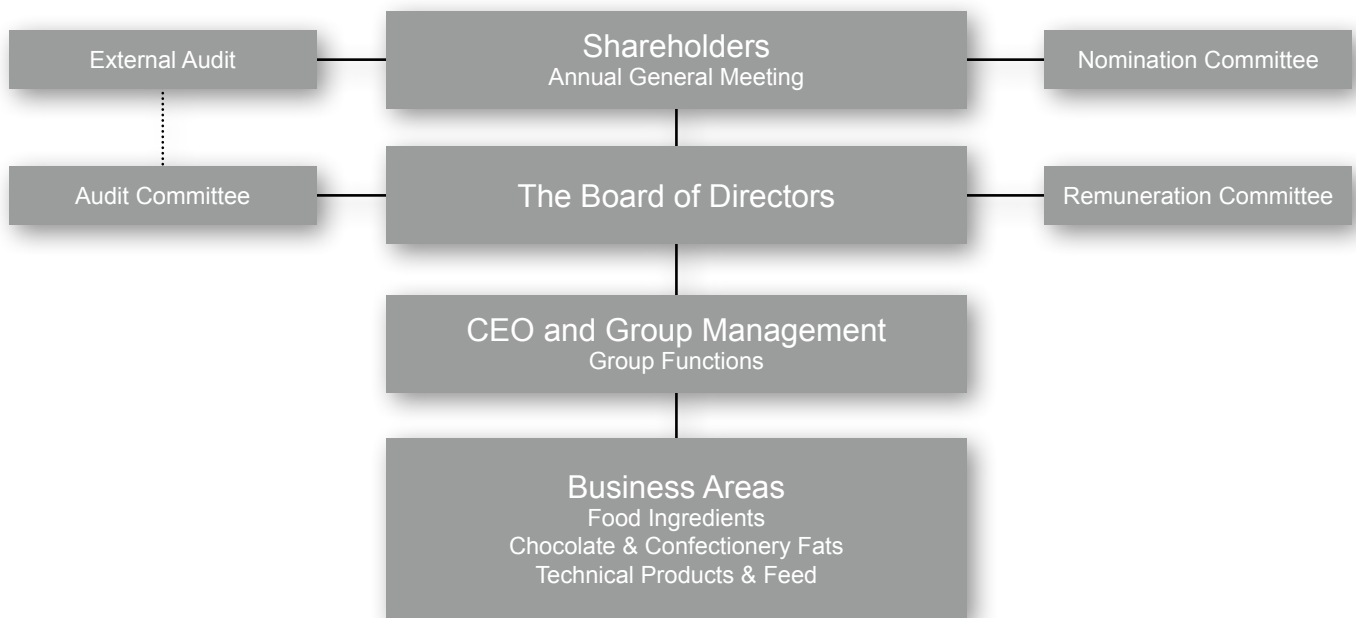 Shareholders
Annual General Meeting
External Audit
Nomination Committee
The Board of Directors
Audit Committee
Remuneration Committee
CEO and Group Management
Group Functions
Business Areas
Food Ingredients
Chocolate & Confectionery Fats
Technical Products & Feed